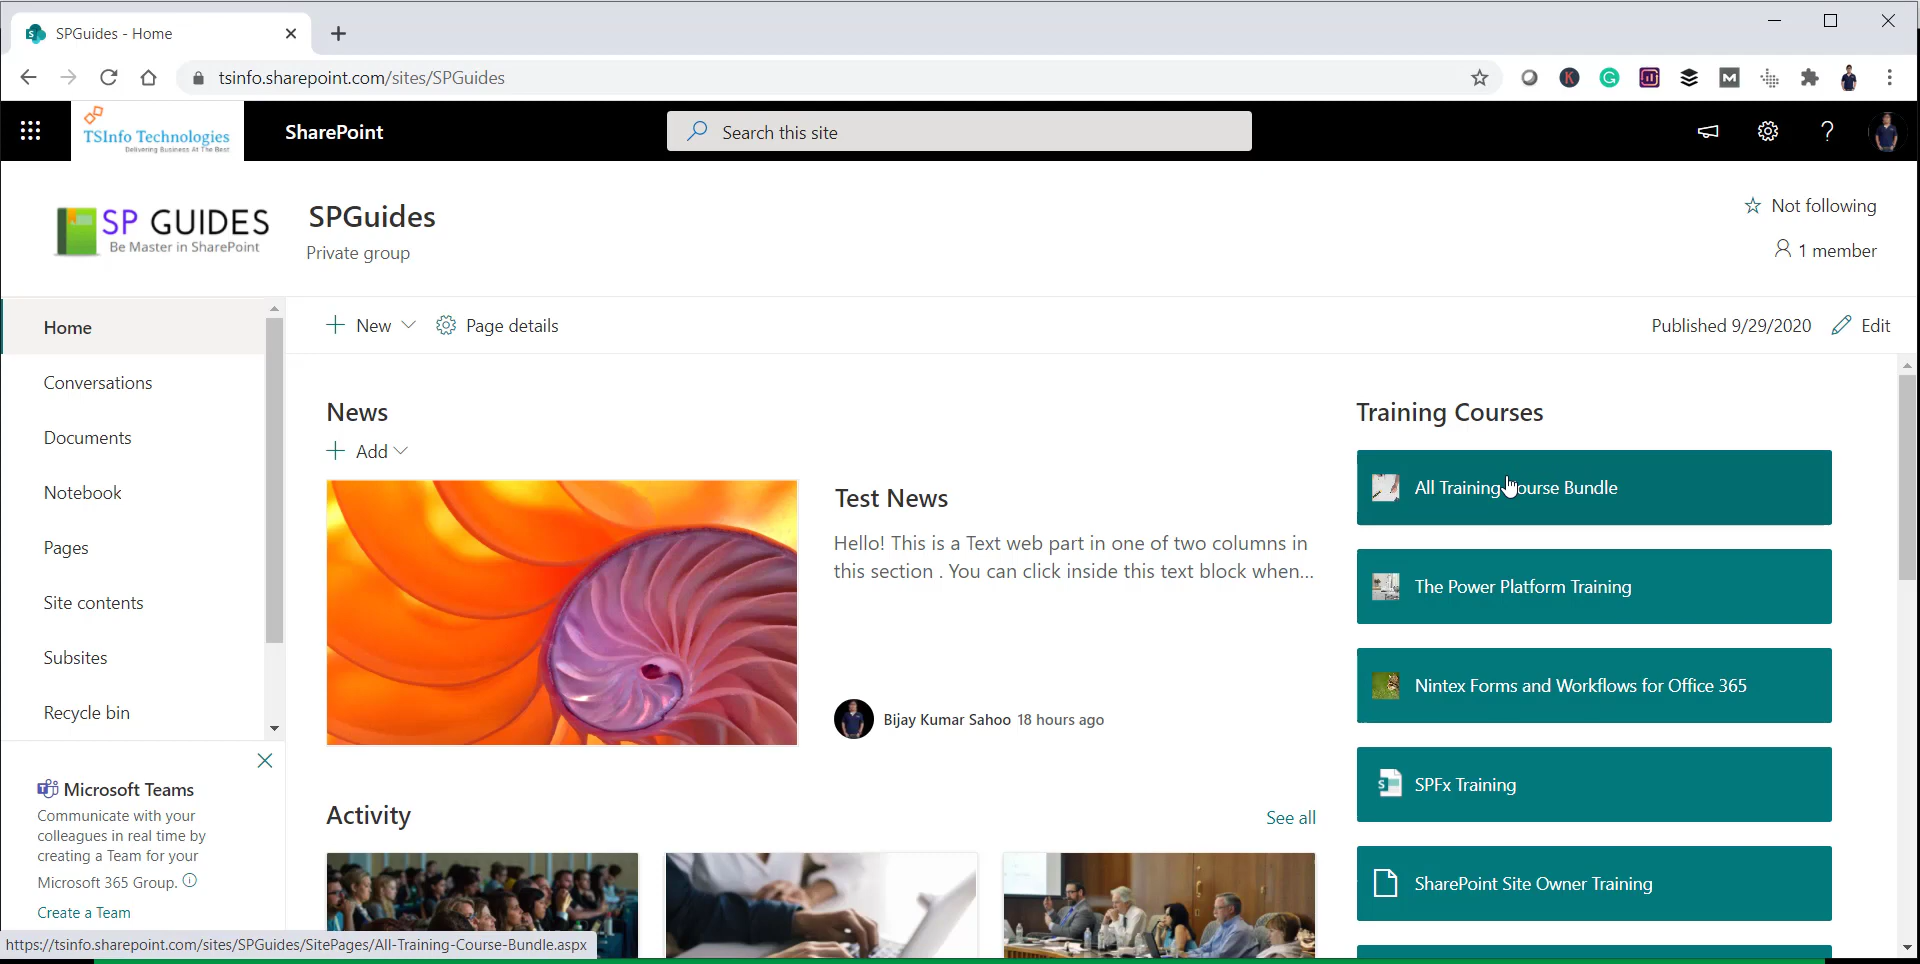 SPGuides - Home
tsinfo.sharepoint.com/sites/SPGuides
TSInfo Technologies
Delivering Business At The Best
SharePoint
Search this site
SP GUIDES
Be Master in SharePoint
SPGuides
Private group
Not following
1 member
Home
Conversations
Documents
Notebook
Pages
Site contents
Subsites
Recycle bin
Microsoft Teams
Communicate with your
colleagues in real time by
creating a Team for your
Microsoft 365 Group.
Create a Team
New
Page details
Published 9/29/2020
Edit
News
Add
Test News
Hello! This is a Text web part in one of two columns in
this section . You can click inside this text block when...
Bijay Kumar Sahoo 18 hours ago
Activity
See all
Training Courses
All Training Course Bundle
The Power Platform Training
Nintex Forms and Workflows for Office 365
SPFx Training
SharePoint Site Owner Training
https://tsinfo.sharepoint.com/sites/SPGuides/SitePages/All-Training-Course-Bundle.aspx